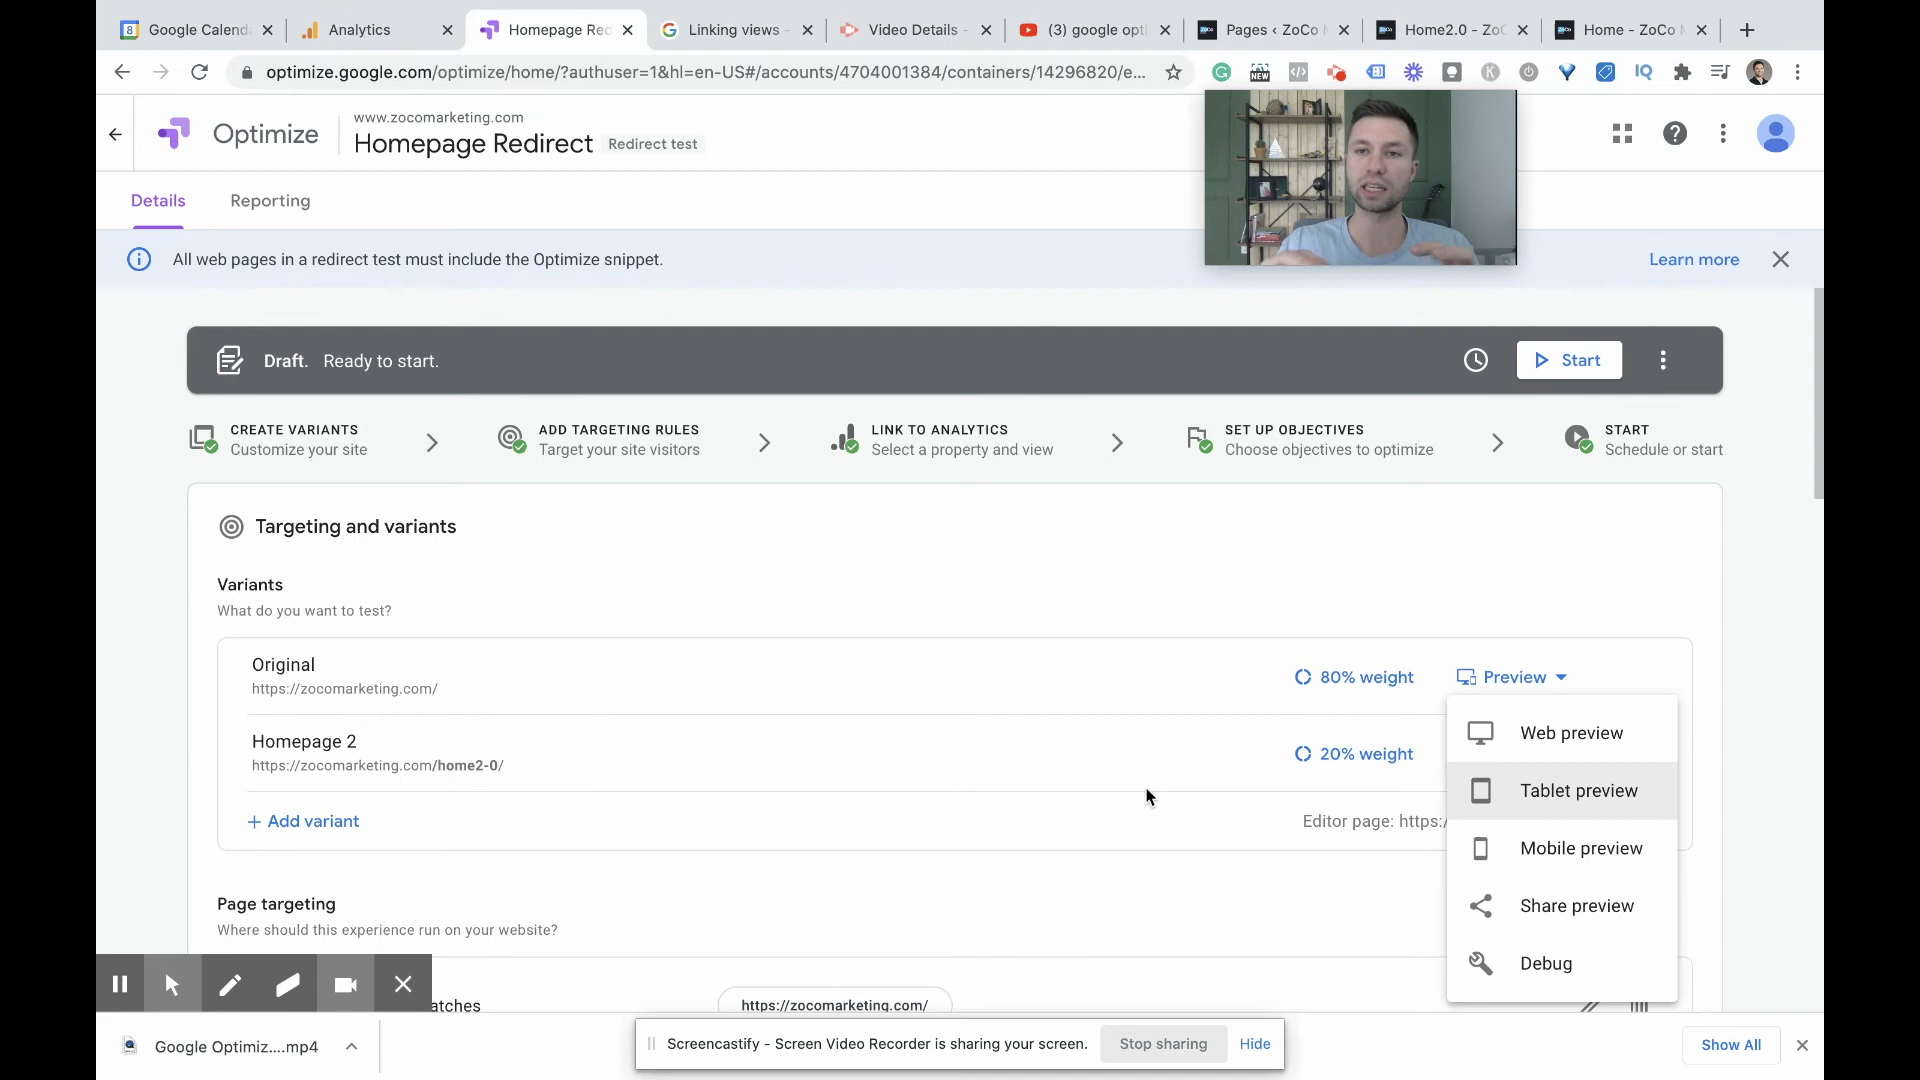 8 Google Calend
Analytics
Homepage Red
Linking views -
Video Details -
(3) google opti
Pages ‹ ZoCo M
Home2.0 - ZoC
Home - ZoCo M
optimize.google.com/optimize/home/?authuser=1&hl=en-US#/accounts/4704001384/containers/14296820/e...
NEW
IQ
Optimize
www.zocomarketing.com
Homepage Redirect Redirect test
Details
Reporting
All web pages in a redirect test must include the Optimize snippet.
Learn more
Draft. Ready to start.
Start
CREATE VARIANTS
Customize your site
ADD TARGETING RULES
Target your site visitors
LINK TO ANALYTICS
Select a property and view
SET UP OBJECTIVES
Choose objectives to optimize
START
Schedule or start
Targeting and variants
Variants
What do you want to test?
Original
https://zocomarketing.com/
80% weight
Preview
Homepage 2
https://zocomarketing.com/home2-0/
20% weight
+ Add variant
Editor page: https:/
Web preview
Tablet preview
Mobile preview
Share preview
Debug
Page targeting
Where should this experience run on your website?
atches
https://zocomarketing.com/
Google Optimiz....mp4
Screencastify - Screen Video Recorder is sharing your screen.
Stop sharing
Hide
Show All